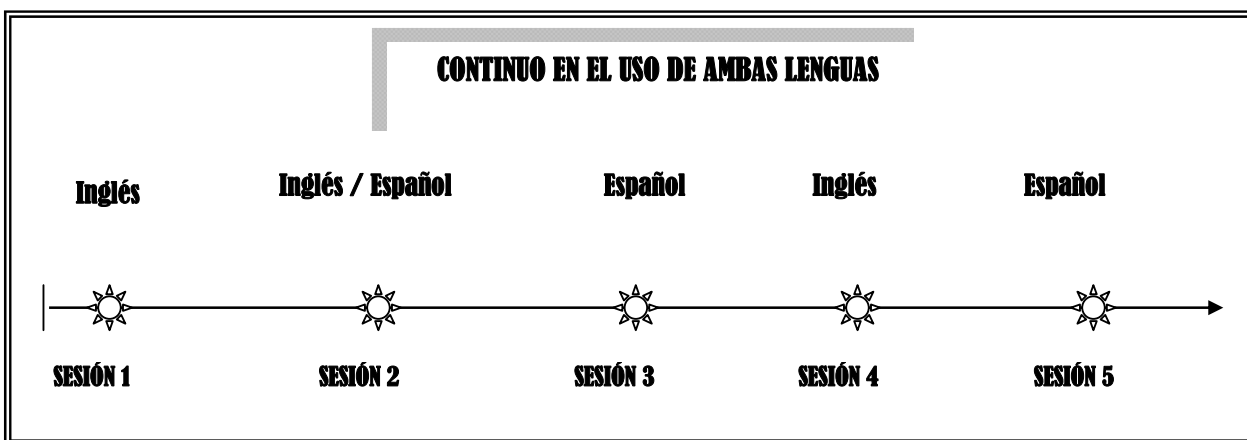 CONTINUO EN EL USO DE AMBAS LENGUAS
Inglés Inglés / Español Español Inglés Español
SESIÓN 1 SESIÓN 2 SESIÓN 3 SESIÓN 4 SESIÓN 5